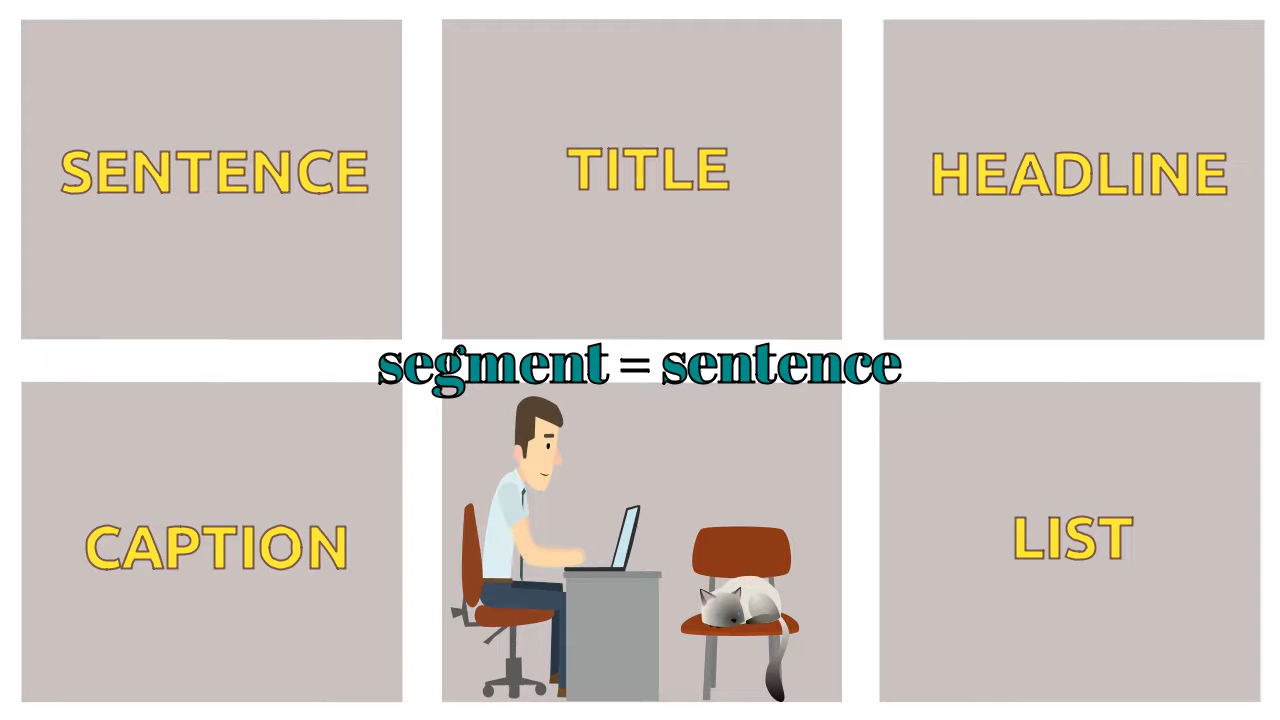 SENTENCE
TITLE
HEADLINE
segment = sentence
CAPTION
LIST